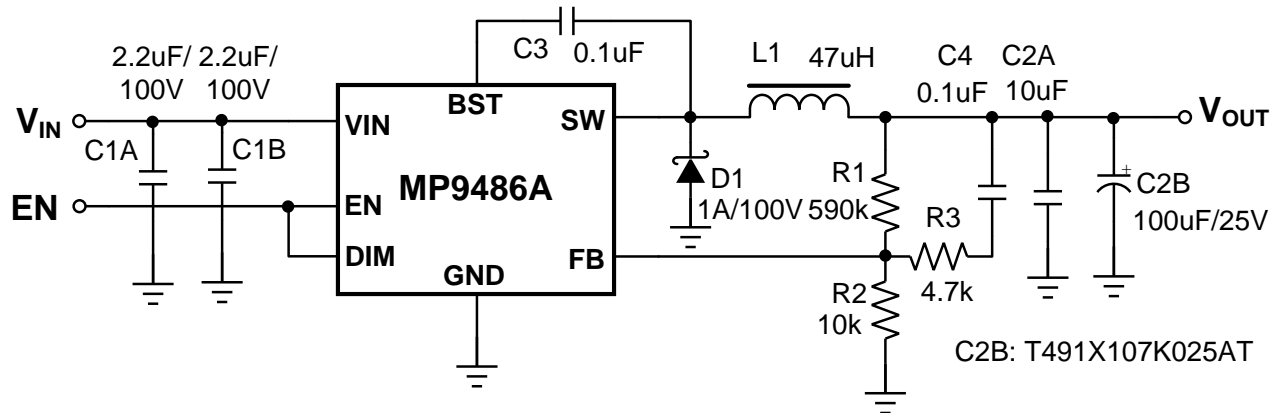 C3
0.1uF
L1
47uH
C4
0.1uF
C2A
10uF
2.2uF/
100V
2.2uF/
100V
BST
VIN
VIN
SW
VOUT
C1A
C1B
MP9486A
D1
1A/100V
R1
590k
+
C2B
100uF/25V
EN
EN
DIM
GND
FB
R3
4.7k
R2
10k
C2B: T491X107K025AT